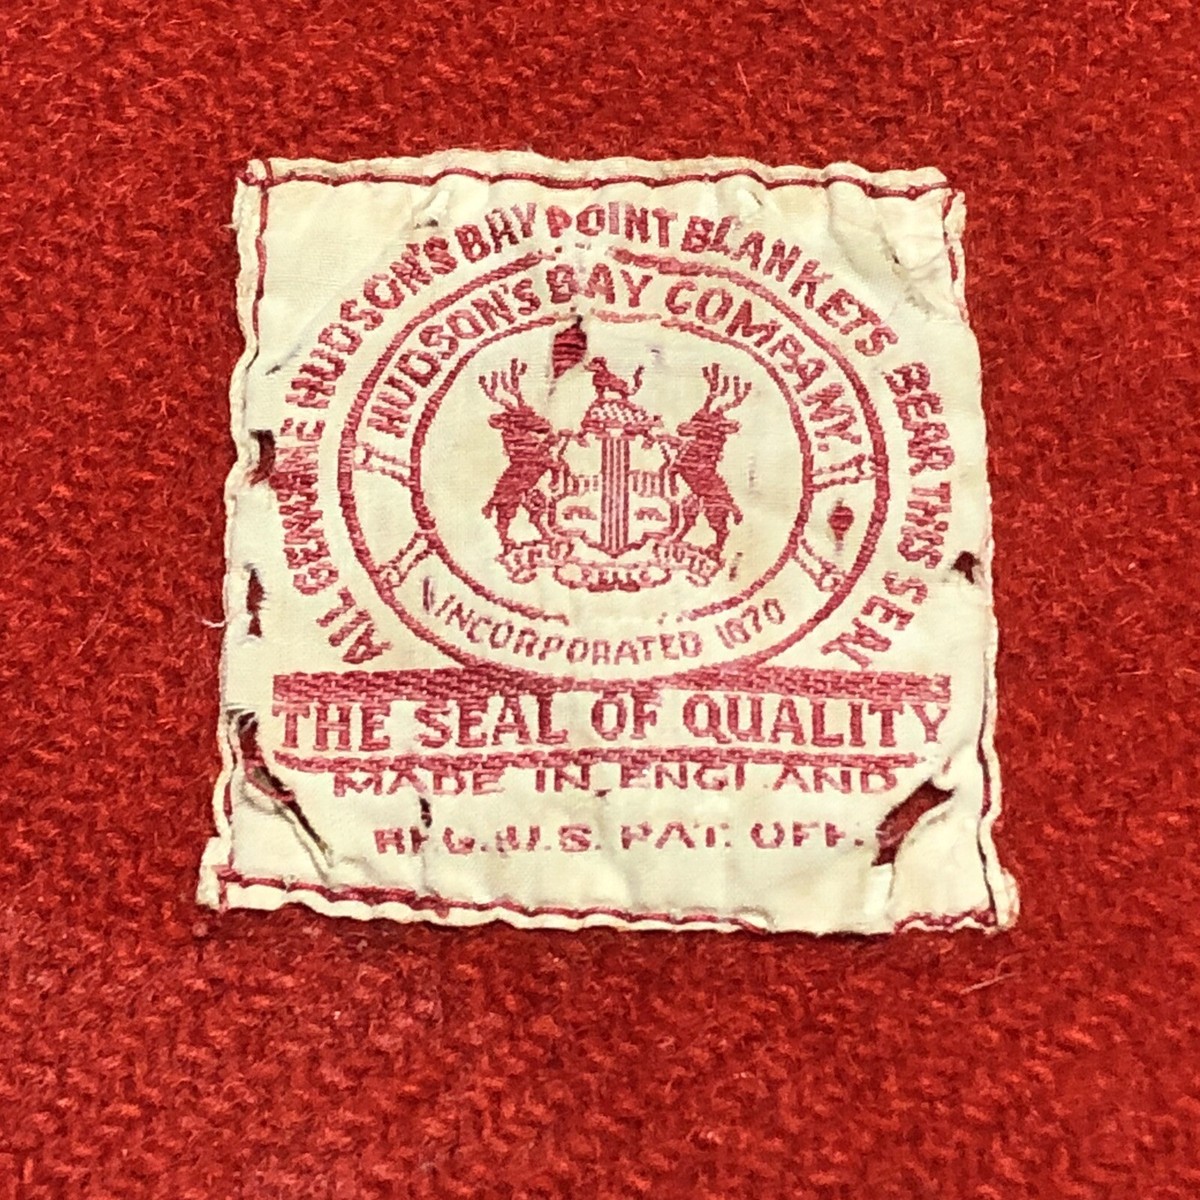 ALL GENUINE HUDSON'S BAY POINT BLANKETS BEAR THIS SEAL
HUDSON'S BAY COMPANY.
INCORPORATED 1670
THE SEAL OF QUALITY
MADE IN ENGLAND
REG. U.S. PAT. OFF.